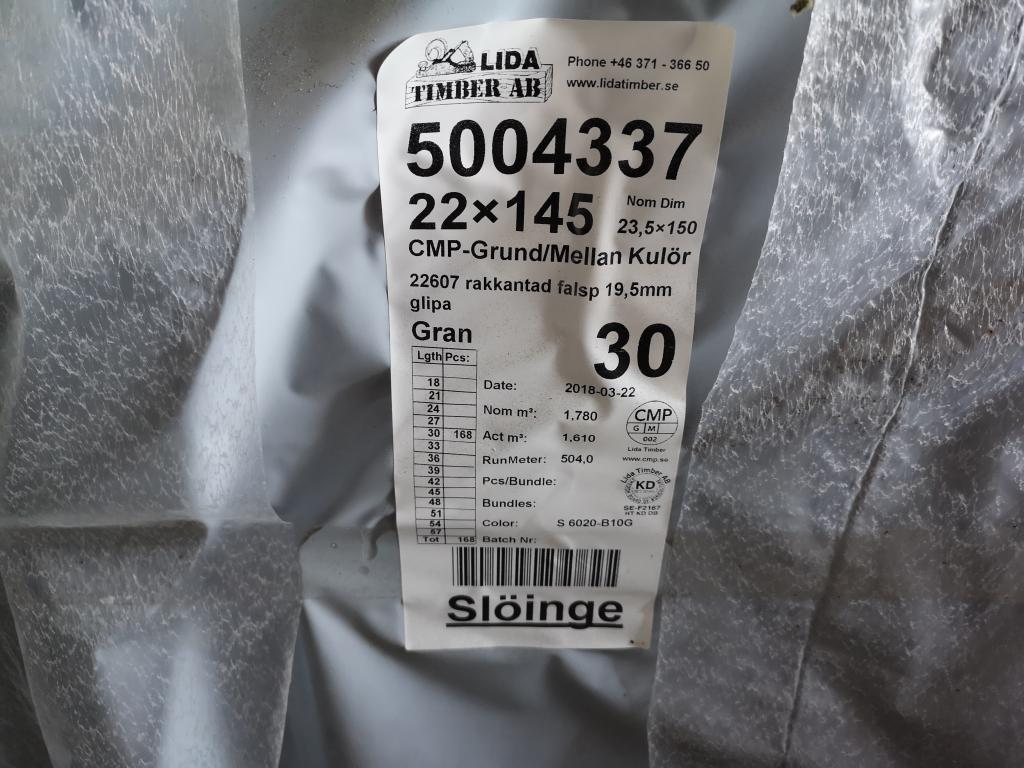 LIDA
TIMBER AB
Phone +46 371 - 366 50
www.lidatimber.se
5004337
22×145
Nom Dim
23,5×150
CMP-Grund/Mellan Kulör
22607 rakkantad falsp 19,5mm
glipa
Gran
30
Lgth Pcs:
18
21
24
27
30 168
33
36
39
42
45
48
51
54
57
Tot 168
Date: 2018-03-22
Nom m³: 1,780
Act m³: 1,610
RunMeter: 504,0
Pcs/Bundle:
Bundles:
Color: S 6020-B10G
Batch Nr:
CMP
G M
002
Lida Timber
www.cmp.se
Lida Timber AB
KD
SE-F2167
HT KD DB
Slöinge